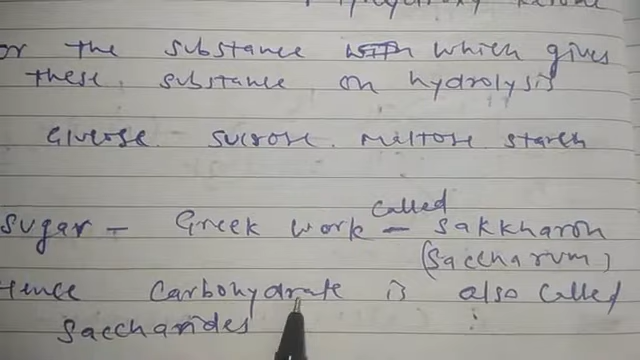 or the substance with which gives
these substance on hydrolysis
Glucose sucrose Maltose starch
sugar - Greek work called - sakkharon
(Saccharum)
Hence carbohydrate is also called
saccharides